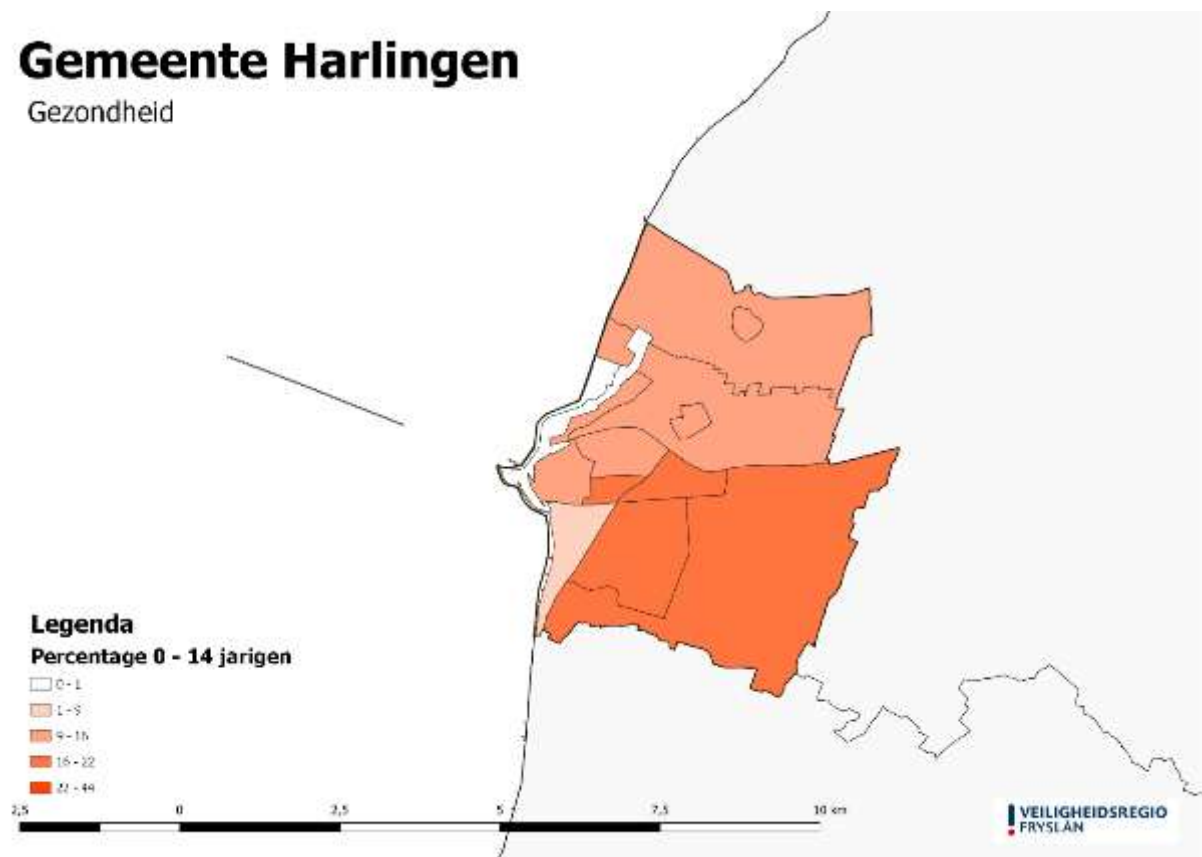 Gemeente Harlingen
Gezondheid
Legenda
Percentage 0 - 14 jarigen
0 - 1
1 - 9
9 - 16
16 - 22
22 - 44
2,5 0 2,5 5 7,5 10 km
VEILIGHEIDSREGIO
FRYSLÂN